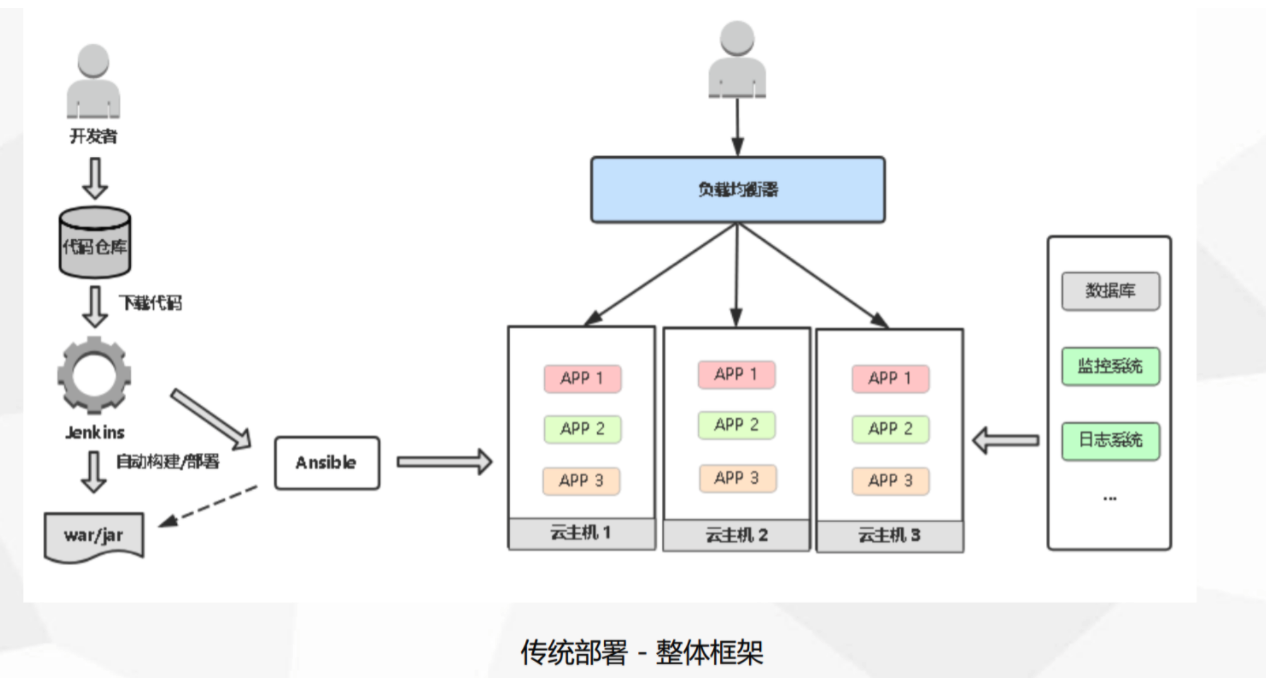 开发者
代码仓库
下载代码
Jenkins
自动构建/部署
war/jar
Ansible
负载均衡器
APP 1
APP 2
APP 3
云主机 1
APP 1
APP 2
APP 3
云主机 2
APP 1
APP 2
APP 3
云主机 3
数据库
监控系统
日志系统
...
传统部署 - 整体框架